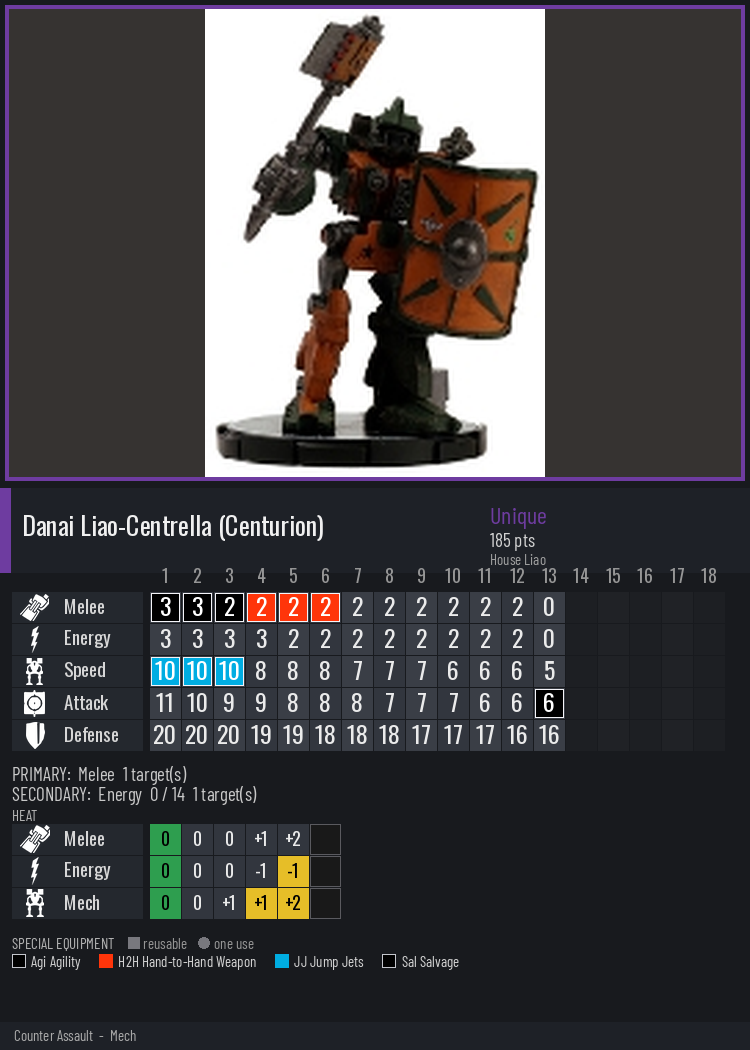 Danai Liao-Centrella (Centurion)
Unique
185 pts
House Liao
1 2 3 4 5 6 7 8 9 10 11 12 13 14 15 16 17 18
Melee 3 3 2 2 2 2 2 2 2 2 2 2 0
Energy 3 3 3 3 2 2 2 2 2 2 2 2 0
Speed 10 10 10 8 8 8 7 7 7 6 6 6 5
Attack 11 10 9 9 8 8 8 7 7 7 6 6 6
Defense 20 20 20 19 19 18 18 18 17 17 17 16 16
PRIMARY: Melee 1 target(s)
SECONDARY: Energy 0 / 14 1 target(s)
HEAT
Melee 0 0 0 +1 +2
Energy 0 0 0 -1 -1
Mech 0 0 +1 +1 +2
SPECIAL EQUIPMENT reusable one use
Agi Agility H2H Hand-to-Hand Weapon JJ Jump Jets Sal Salvage
Counter Assault - Mech